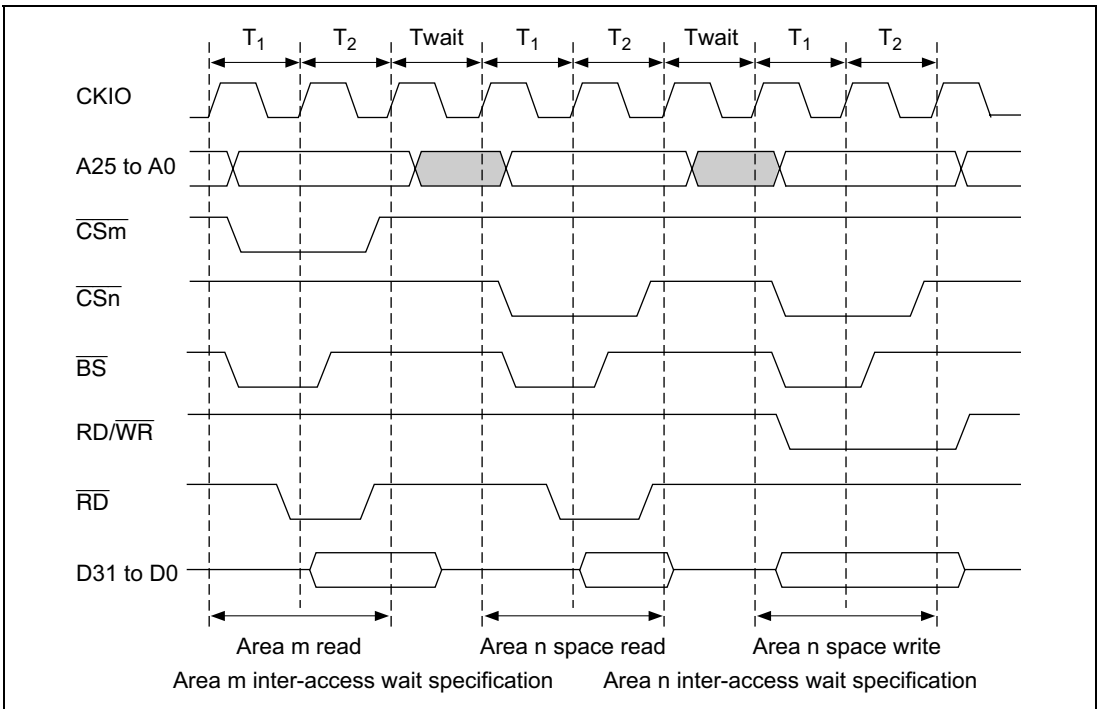 T1 T2 Twait T1 T2 Twait T1 T2
CKIO
A25 to A0
CSm
CSn
BS
RD/WR
RD
D31 to D0
Area m read Area n space read Area n space write
Area m inter-access wait specification Area n inter-access wait specification